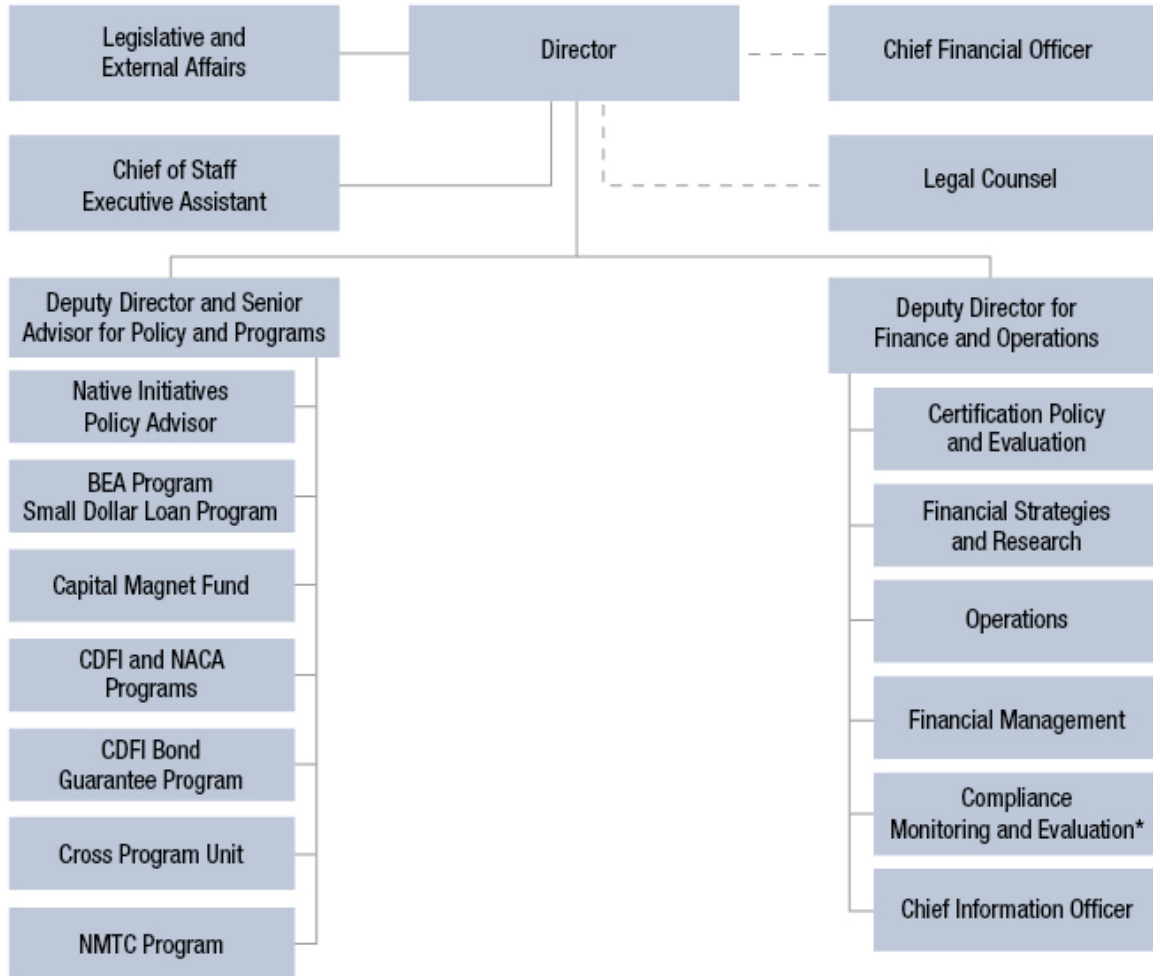 Legislative and
External Affairs
Director
Chief Financial Officer
Chief of Staff
Executive Assistant
Legal Counsel
Deputy Director and Senior
Advisor for Policy and Programs
Native Initiatives
Policy Advisor
BEA Program
Small Dollar Loan Program
Capital Magnet Fund
CDFI and NACA
Programs
CDFI Bond
Guarantee Program
Cross Program Unit
NMTC Program
Deputy Director for
Finance and Operations
Certification Policy
and Evaluation
Financial Strategies
and Research
Operations
Financial Management
Compliance
Monitoring and Evaluation*
Chief Information Officer